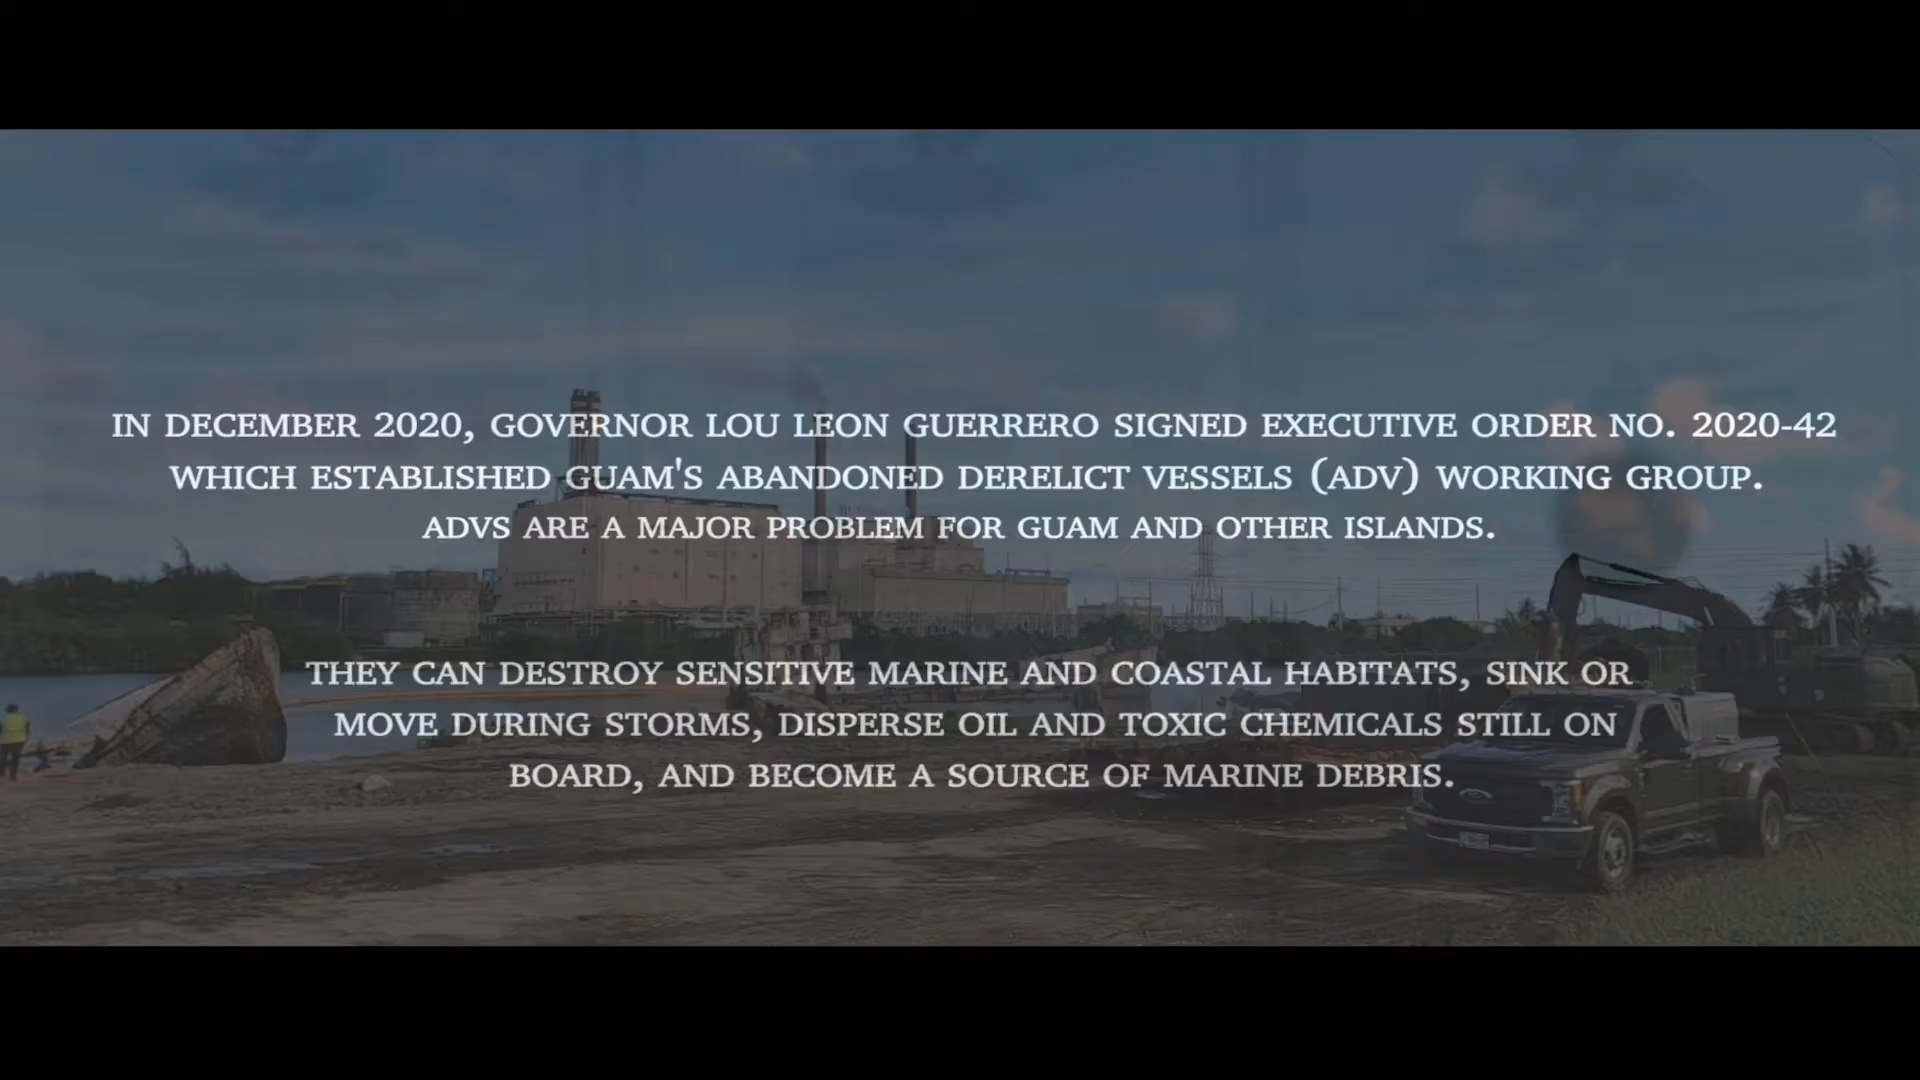 IN DECEMBER 2020, GOVERNOR LOU LEON GUERRERO SIGNED EXECUTIVE ORDER NO. 2020-42
WHICH ESTABLISHED GUAM'S ABANDONED DERELICT VESSELS (ADV) WORKING GROUP.
ADVS ARE A MAJOR PROBLEM FOR GUAM AND OTHER ISLANDS.
THEY CAN DESTROY SENSITIVE MARINE AND COASTAL HABITATS, SINK OR
MOVE DURING STORMS, DISPERSE OIL AND TOXIC CHEMICALS STILL ON
BOARD, AND BECOME A SOURCE OF MARINE DEBRIS.